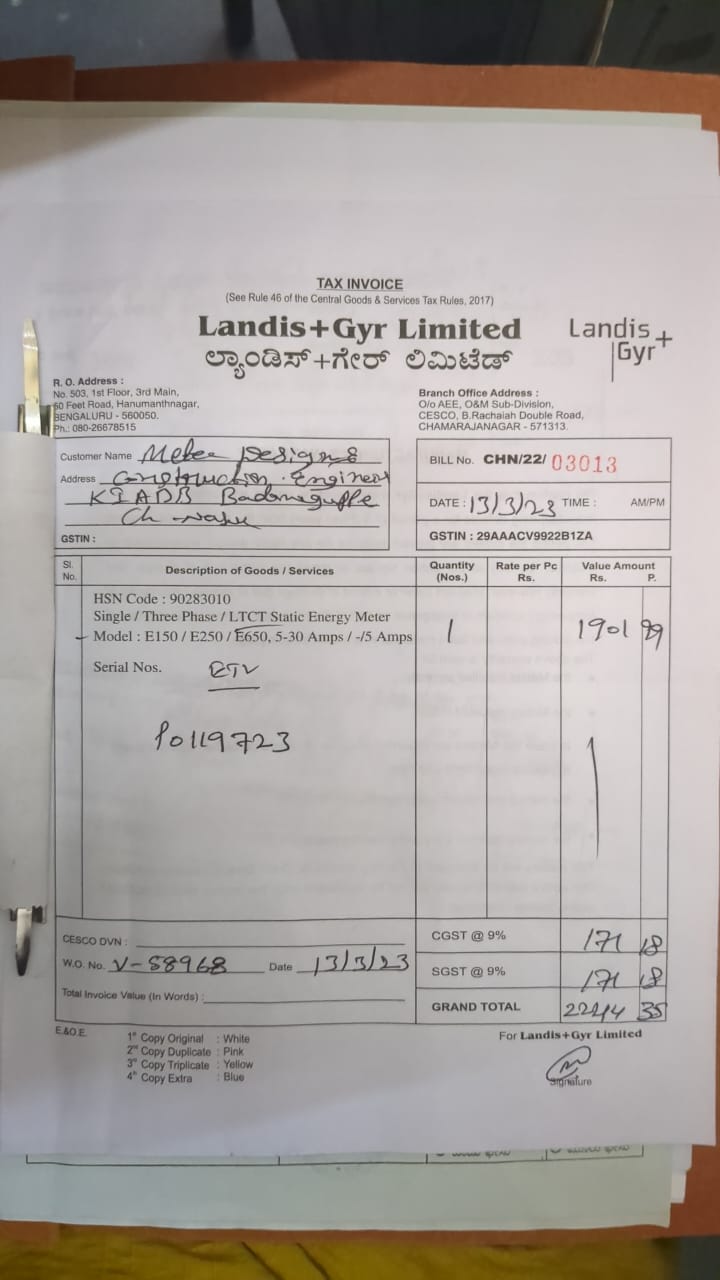 TAX INVOICE
(See Rule 46 of the Central Goods & Services Tax Rules, 2017)
Landis+Gyr Limited
Landis+
Gyr+
ಲ್ಯಾಂಡಿಸ್+ಗೇರ್ ಲಿಮಿಟೆಡ್
R. O. Address :
No. 503, 1st Floor, 3rd Main,
50 Feet Road, Hanumanthnagar,
BENGALURU - 560050.
Ph.: 080-26678515
Branch Office Address :
O/o AEE, O&M Sub-Division,
CESCO, B.Rachaiah Double Road,
CHAMARAJANAGAR - 571313.
Customer Name
Address Construction Engineer
KIADB Badanaguppe
GSTIN :
BILL No. CHN/22/ 03013
DATE : 13/3/23 TIME : AM/PM
GSTIN : 29AAACV9922B1ZA
Sl. No. Description of Goods / Services Quantity (Nos.) Rate per Pc Rs. Value Amount Rs. P.
HSN Code : 90283010
Single / Three Phase / LTCT Static Energy Meter
Model : E150 / E250 / E650, 5-30 Amps / -/5 Amps 1 1901 99
Serial Nos.
P0119723
CESCO DVN :
CGST @ 9% 171 18
W.O. No. V-58968 Date 13/3/23
SGST @ 9% 171 18
Total Invoice Value (In Words) :
GRAND TOTAL 2244 35
E.&O.E.
1st Copy Original : White
2nd Copy Duplicate : Pink
3rd Copy Triplicate : Yellow
4th Copy Extra : Blue
For Landis+Gyr Limited
Signature